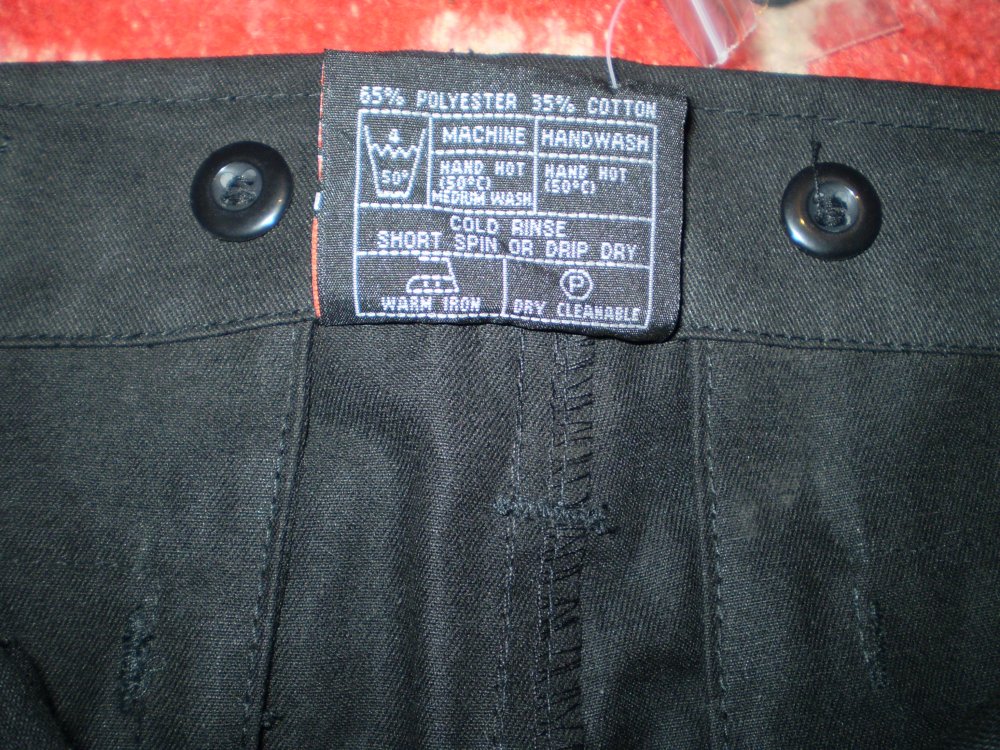 65% POLYESTER 35% COTTON
4
50°
MACHINE
HAND HOT
(50°C)
MEDIUM WASH
HANDWASH
HAND HOT
(50°C)
COLD RINSE
SHORT SPIN OR DRIP DRY
WARM IRON
P
DRY CLEANABLE